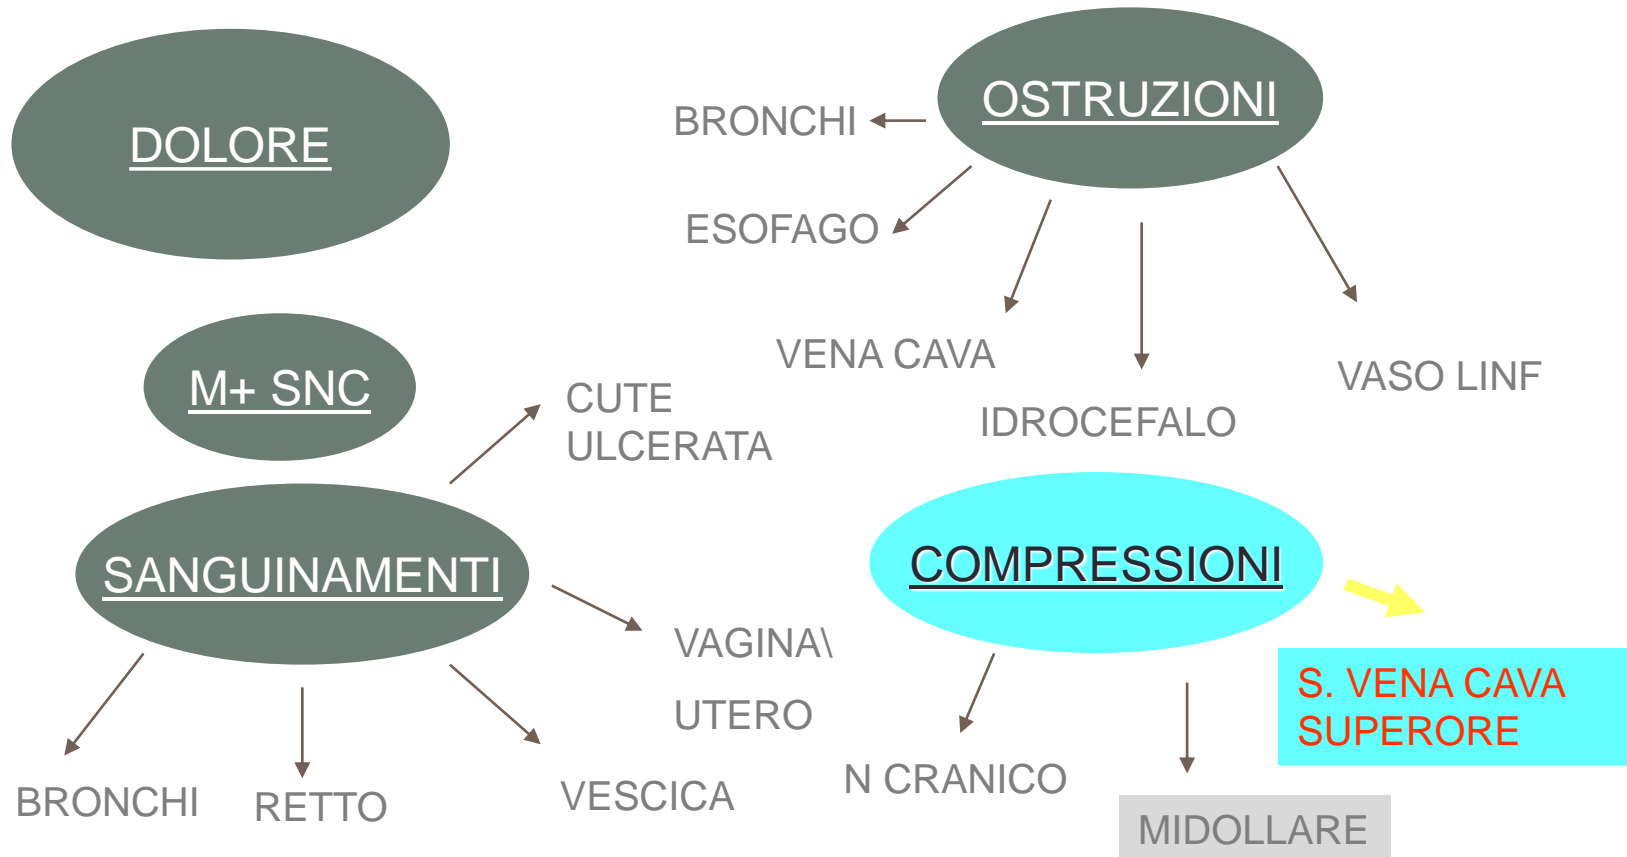 DOLORE
M+ SNC
SANGUINAMENTI
CUTE
ULCERATA
VAGINA\
UTERO
VESCICA
RETTO
BRONCHI
OSTRUZIONI
BRONCHI
ESOFAGO
VENA CAVA
IDROCEFALO
VASO LINF
COMPRESSIONI
S. VENA CAVA
SUPERORE
N CRANICO
MIDOLLARE